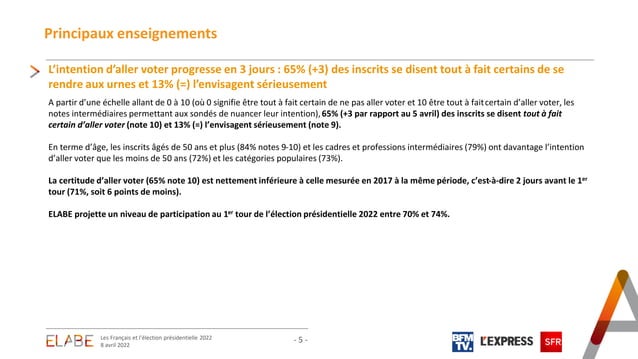 Principaux enseignements
L’intention d’aller voter progresse en 3 jours : 65% (+3) des inscrits se disent tout à fait certains de se
rendre aux urnes et 13% (=) l’envisagent sérieusement
A partir d’une échelle allant de 0 à 10 (où 0 signifie être tout à fait certain de ne pas aller voter et 10 être tout à fait certain d’aller voter, les
notes intermédiaires permettant aux sondés de nuancer leur intention), 65% (+3 par rapport au 5 avril) des inscrits se disent tout à fait
certain d’aller voter (note 10) et 13% (=) l’envisagent sérieusement (note 9).
En terme d’âge, les inscrits âgés de 50 ans et plus (84% notes 9-10) et les cadres et professions intermédiaires (79%) ont davantage l’intention
d’aller voter que les moins de 50 ans (72%) et les catégories populaires (73%).
La certitude d’aller voter (65% note 10) est nettement inférieure à celle mesurée en 2017 à la même période, c’est-à-dire 2 jours avant le 1er
tour (71%, soit 6 points de moins).
ELABE projette un niveau de participation au 1er tour de l’élection présidentielle 2022 entre 70% et 74%.
ELABE
Les Français et l’élection présidentielle 2022
8 avril 2022
- 5 -
BFM
TV.
L’EXPRESS
SFR